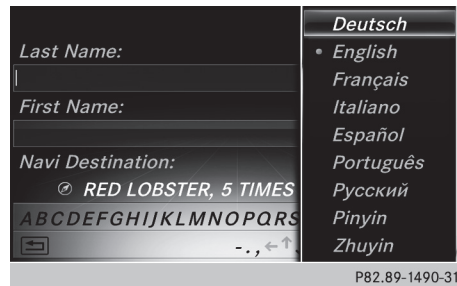 Last Name:
First Name:
Navi Destination:
RED LOBSTER, 5 TIMES
ABCDEFGHIJKLMNOPQRS
-.,←↑
Deutsch
• English
Français
Italiano
Español
Português
Русский
Pinyin
Zhuyin
P82.89-1490-31